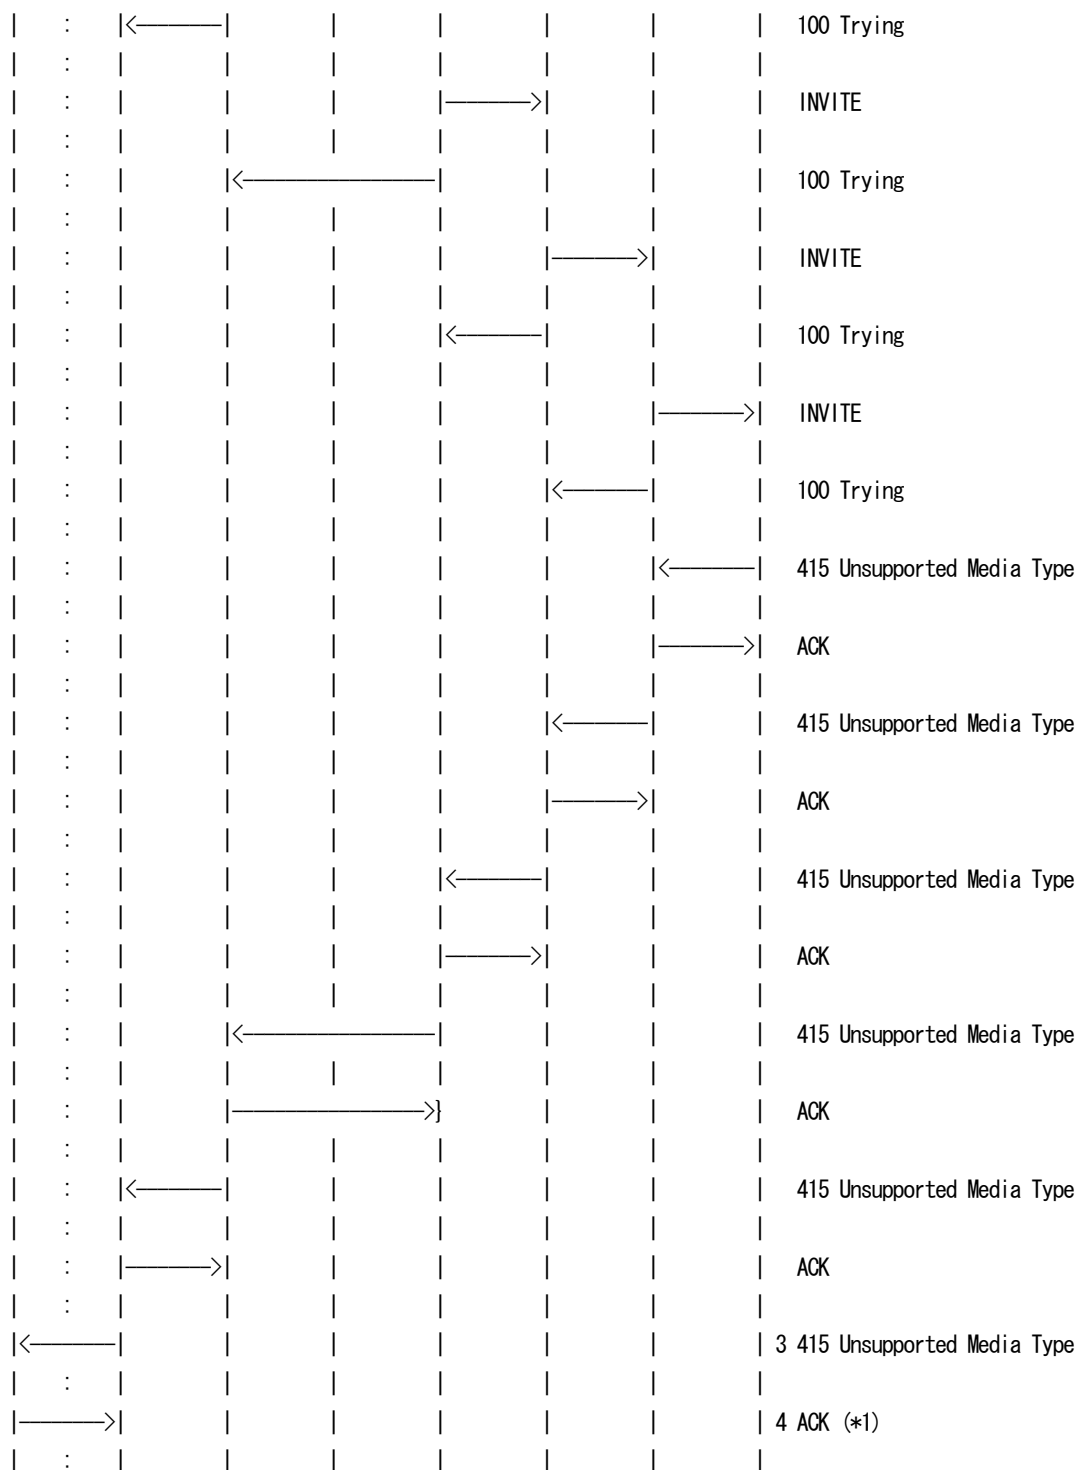 | : |<--------| | | | | | 100 Trying
| : | | | | | | |
| : | | | |-------->| | | INVITE
| : | | | | | | |
| : | |<------------------| | | | 100 Trying
| : | | | | | | |
| : | | | | |-------->| | INVITE
| : | | | | | | |
| : | | | |<--------| | | 100 Trying
| : | | | | | | |
| : | | | | | |-------->| INVITE
| : | | | | | | |
| : | | | | |<--------| | 100 Trying
| : | | | | | | |
| : | | | | | |<--------| 415 Unsupported Media Type
| : | | | | | | |
| : | | | | | |-------->| ACK
| : | | | | | | |
| : | | | | |<--------| | 415 Unsupported Media Type
| : | | | | | | |
| : | | | | |-------->| | ACK
| : | | | | | | |
| : | | | |<--------| | | 415 Unsupported Media Type
| : | | | | | | |
| : | | | |-------->| | | ACK
| : | | | | | | |
| : | |<------------------| | | | 415 Unsupported Media Type
| : | | | | | | |
| : | |------------------>} | | | ACK
| : | | | | | | |
| : |<--------| | | | | | 415 Unsupported Media Type
| : | | | | | | |
| : |-------->| | | | | | ACK
| : | | | | | | |
|<--------| | | | | | | 3 415 Unsupported Media Type
| : | | | | | | |
|-------->| | | | | | | 4 ACK (*1)
| : | | | | | | |